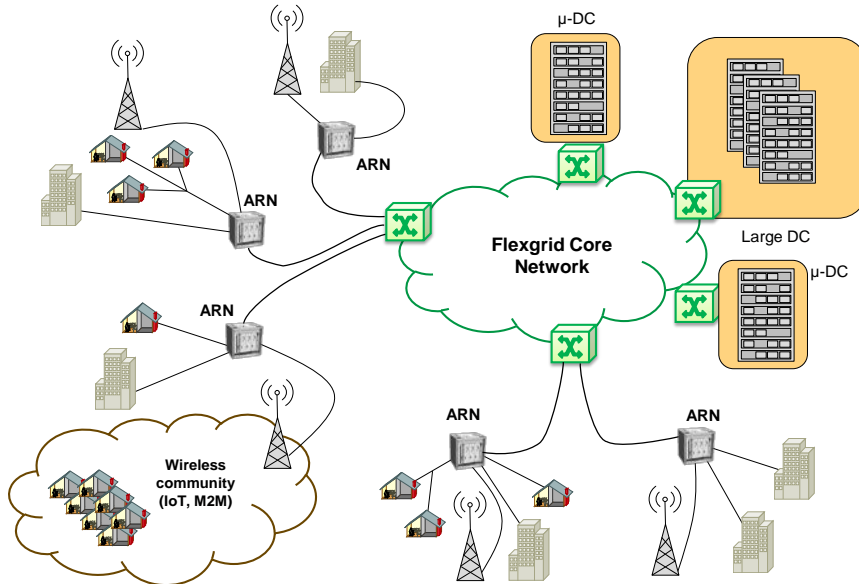 μ-DC
ARN
ARN
Flexgrid Core
Network
Large DC
μ-DC
ARN
ARN
ARN
Wireless
community
(IoT, M2M)